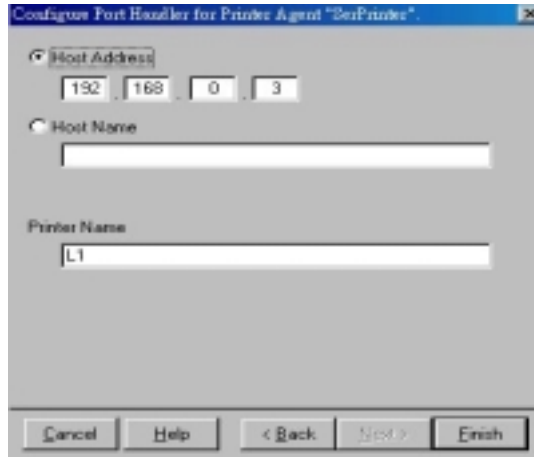 Configure Port Handler for Printer Agent "SerPrinter".
Host Address
192 . 168 . 0 . 3
Host Name
Printer Name
L1
Cancel Help < Back Next > Finish